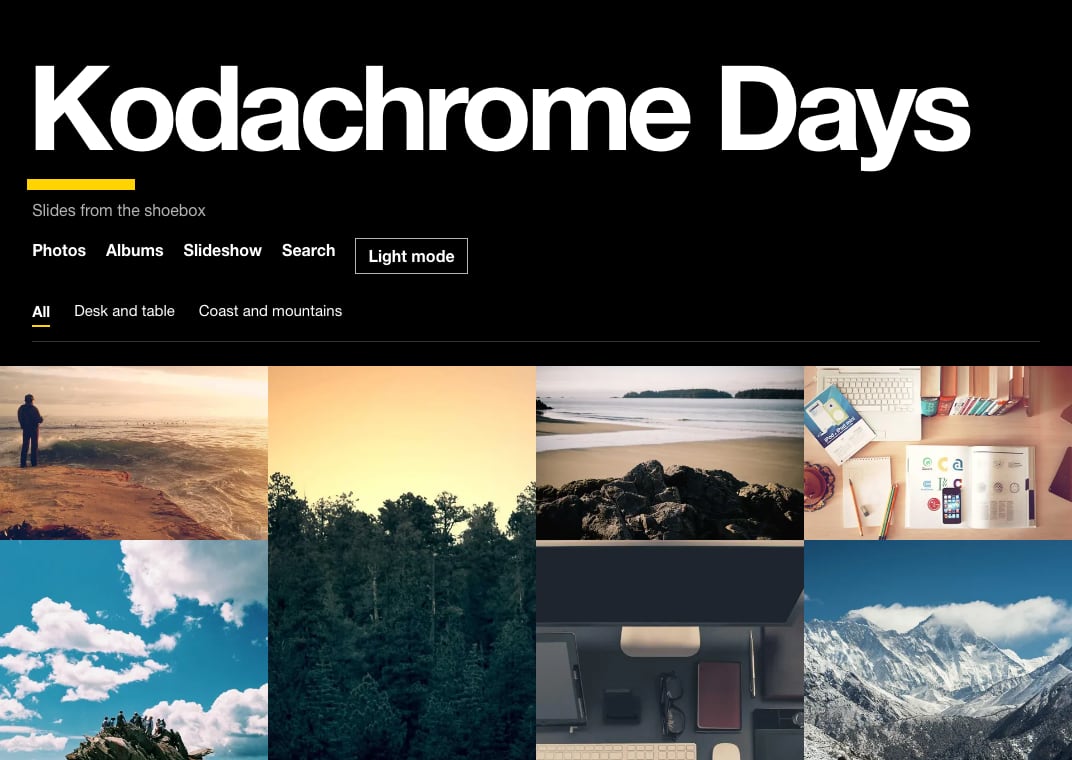 Kodachrome Days
Slides from the shoebox
Photos Albums Slideshow Search Light mode
All Desk and table Coast and mountains